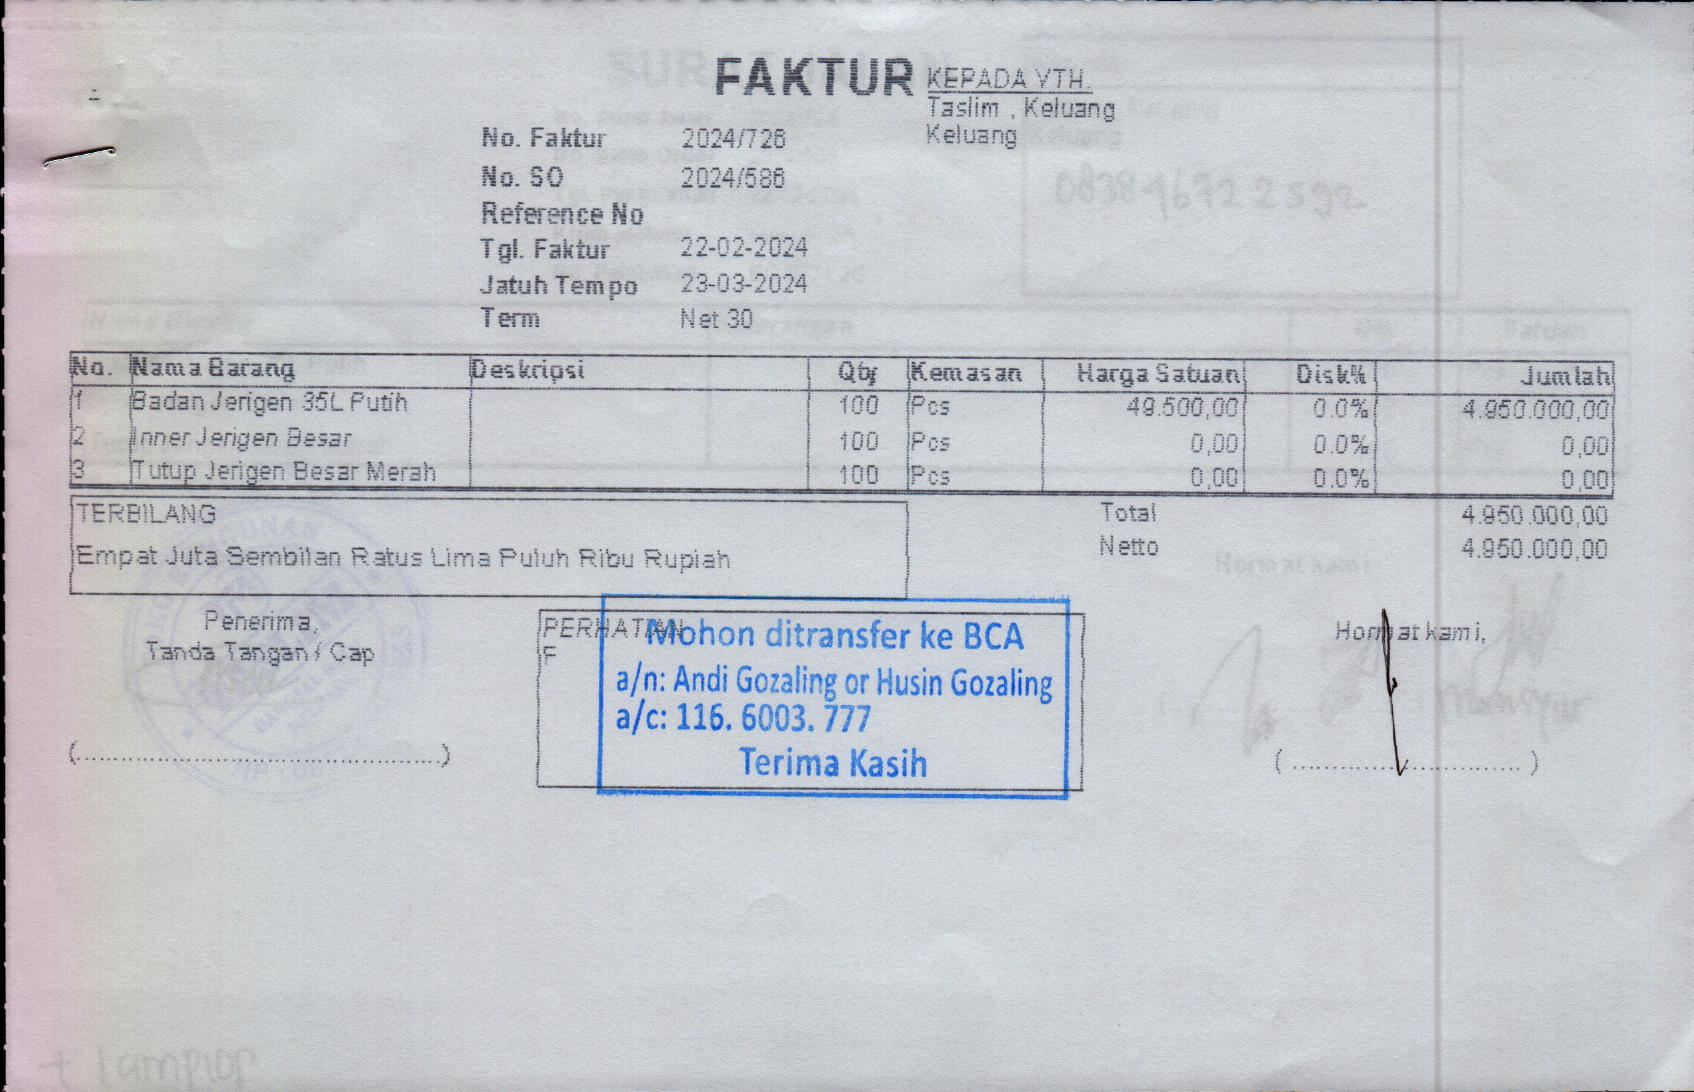 FAKTUR
KEPADA YTH.
Taslim , Keluang
Keluang
No. Faktur 2024/726
No. SO 2024/586
Reference No
Tgl. Faktur 22-02-2024
Jatuh Tempo 23-03-2024
Term Net 30
083841672 2592
No. Nama Barang Deskripsi Qty Kemasan Harga Satuan Disk% Jumlah
1 Badan Jerigen 35L Putih 100 Pcs 49.500,00 0.0% 4.950.000,00
2 Inner Jerigen Besar 100 Pcs 0,00 0.0% 0,00
3 Tutup Jerigen Besar Merah 100 Pcs 0,00 0.0% 0,00
TERBILANG
Empat Juta Sembilan Ratus Lima Puluh Ribu Rupiah
Total 4.950.000,00
Netto 4.950.000,00
Penerima,
Tanda Tangan / Cap
(............................................)
PERHATIAN
F
Mohon ditransfer ke BCA
a/n: Andi Gozaling or Husin Gozaling
a/c: 116. 6003. 777
Terima Kasih
Hormat kami,
( ............................ )
+ lamplop